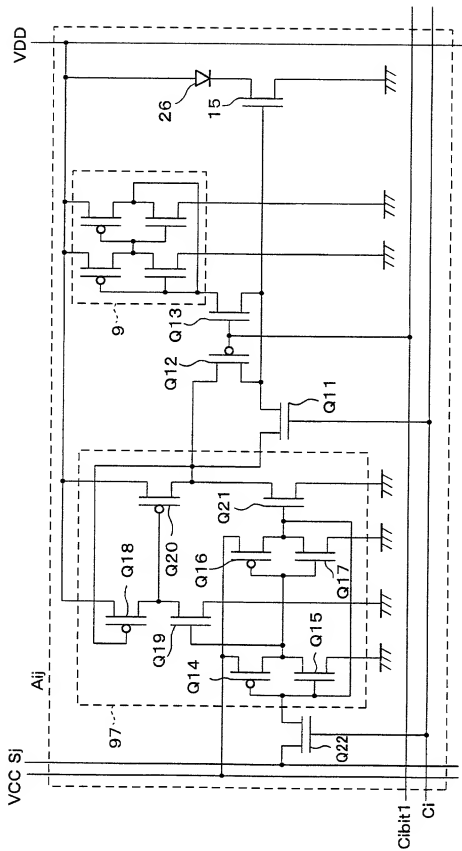 VDD
26
15
9
Q13
Q12
Q11
Q18
Q20
Q21
Q16
Q17
Q19
Q14
Q15
Aij
97
Q22
VCC Sj
Cibit1
Ci